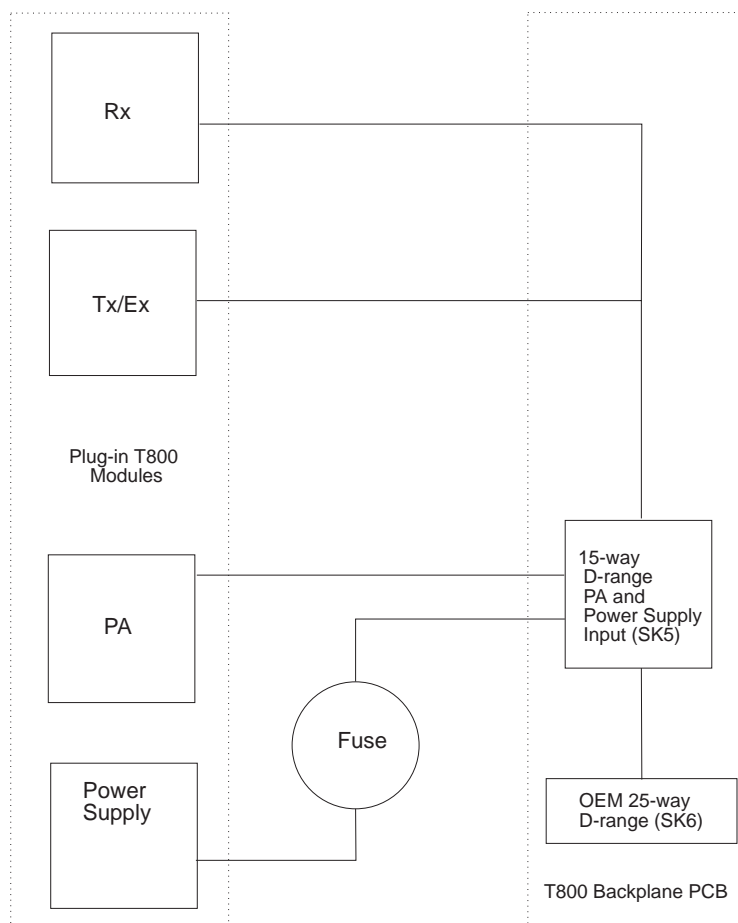 Rx
Tx/Ex
Plug-in T800
Modules
PA
Power
Supply
Fuse
15-way
D-range
PA and
Power Supply
Input (SK5)
OEM 25-way
D-range (SK6)
T800 Backplane PCB